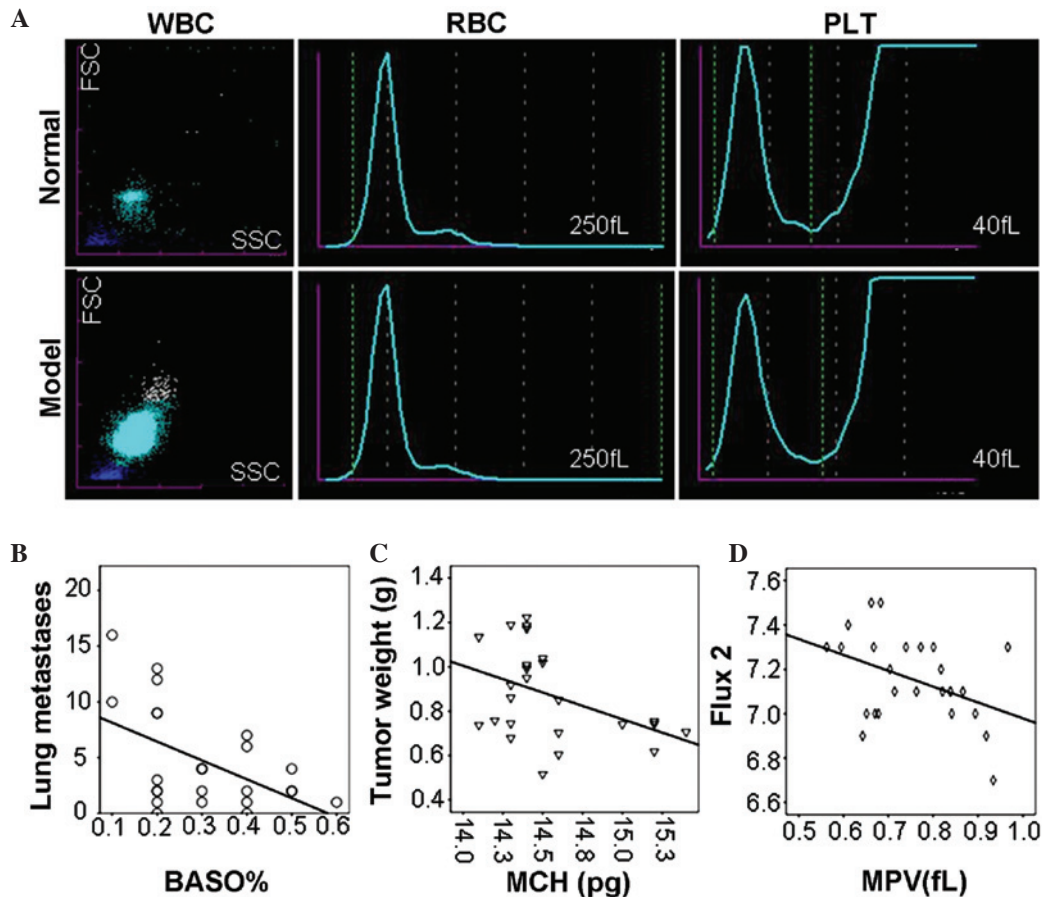 A
WBC
RBC
PLT
Normal
FSC
SSC
250fL
40fL
Model
FSC
SSC
250fL
40fL
B
Lung metastases
20
15
10
5
0
0.1 0.2 0.3 0.4 0.5 0.6
BASO%
C
Tumor weight (g)
1.4
1.2
1.0
0.8
0.6
0.4
14.0 14.3 14.5 14.8 15.0 15.3
MCH (pg)
D
Flux 2
7.6
7.4
7.2
7.0
6.8
6.6
0.5 0.6 0.7 0.8 0.9 1.0
MPV(fL)